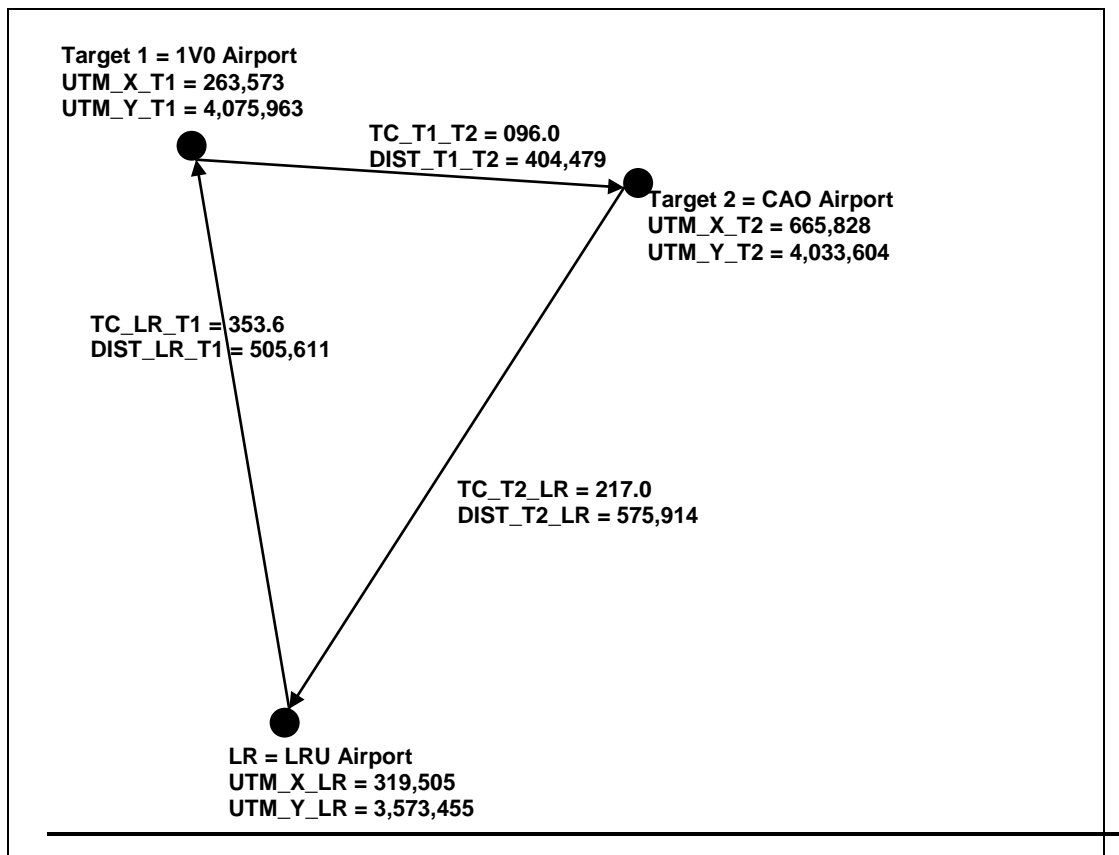 Target 1 = 1V0 Airport
UTM_X_T1 = 263,573
UTM_Y_T1 = 4,075,963
TC_T1_T2 = 096.0
DIST_T1_T2 = 404,479
Target 2 = CAO Airport
UTM_X_T2 = 665,828
UTM_Y_T2 = 4,033,604
TC_LR_T1 = 353.6
DIST_LR_T1 = 505,611
TC_T2_LR = 217.0
DIST_T2_LR = 575,914
LR = LRU Airport
UTM_X_LR = 319,505
UTM_Y_LR = 3,573,455